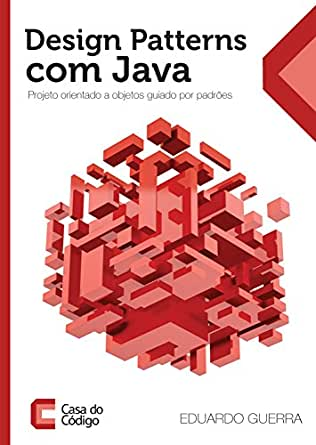 Design Patterns
com Java
Projeto orientado a objetos guiado por padrões
Casa do
Código
EDUARDO GUERRA